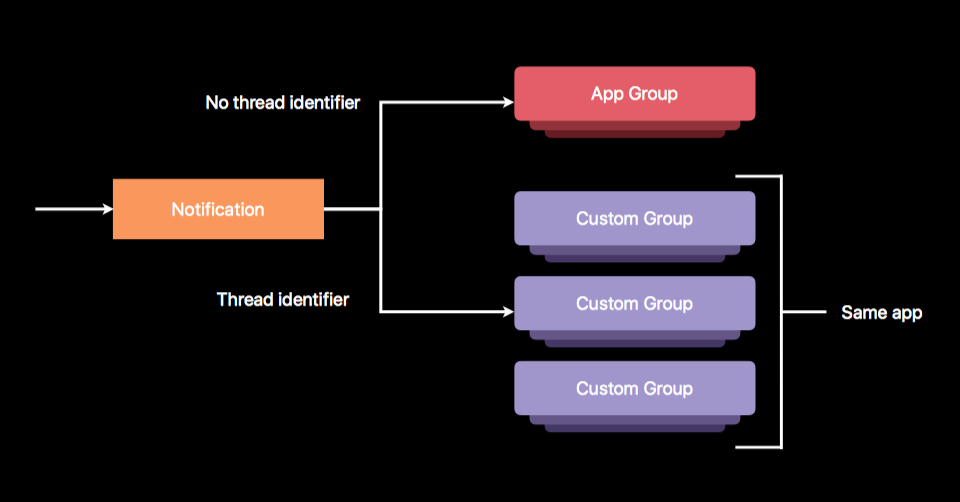 No thread identifier
App Group
Notification
Custom Group
Thread identifier
Custom Group
Same app
Custom Group